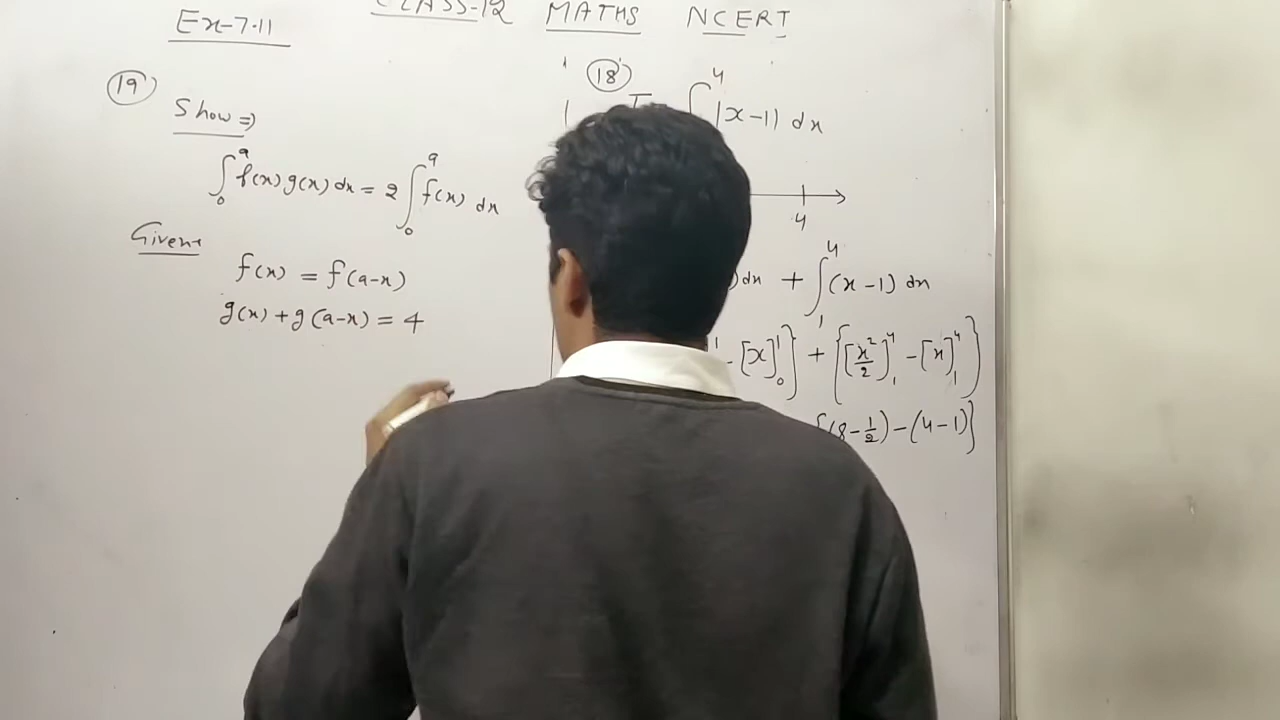 CLASS-12 MATHS NCERT
Ex-7.11
19
Show ⇒
∫₀ᵃ f(x) g(x) dx = 2 ∫₀ᵃ f(x) dx
Given→
f(x) = f(a-x)
g(x) + g(a-x) = 4
18
I ∫⁴ |x-1) dx
4
) dx + ∫₁⁴ (x-1) dx
- [x]₀¹} + {[x²/2]₁⁴ - [x]₁⁴}
{(8-1/2)-(4-1)}